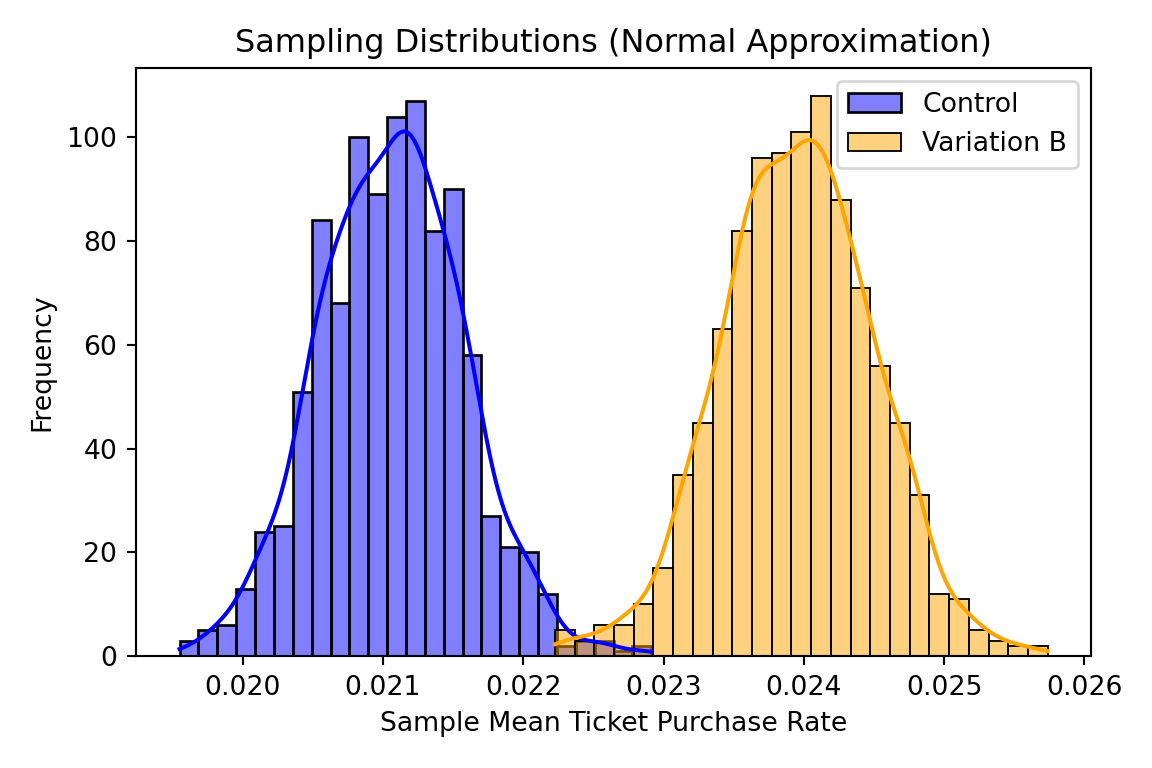 Sampling Distributions (Normal Approximation)
Control
Variation B
Frequency
100
80
60
40
20
0
0.020 0.021 0.022 0.023 0.024 0.025 0.026
Sample Mean Ticket Purchase Rate